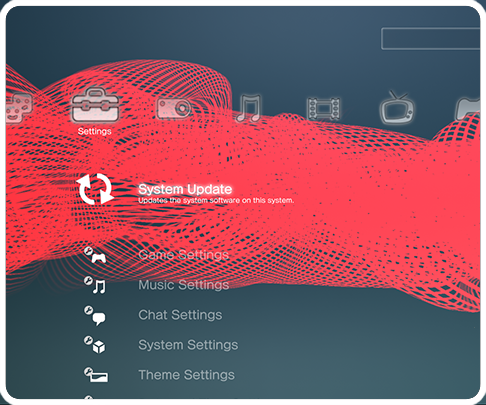 Settings
System Update
Updates the system software on this system.
Game Settings
Music Settings
Chat Settings
System Settings
Theme Settings